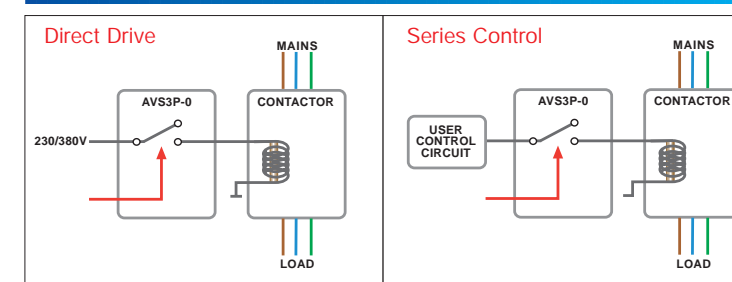 Direct Drive
MAINS
AVS3P-0
CONTACTOR
230/380V
LOAD
Series Control
MAINS
AVS3P-0
CONTACTOR
USER
CONTROL
CIRCUIT
LOAD